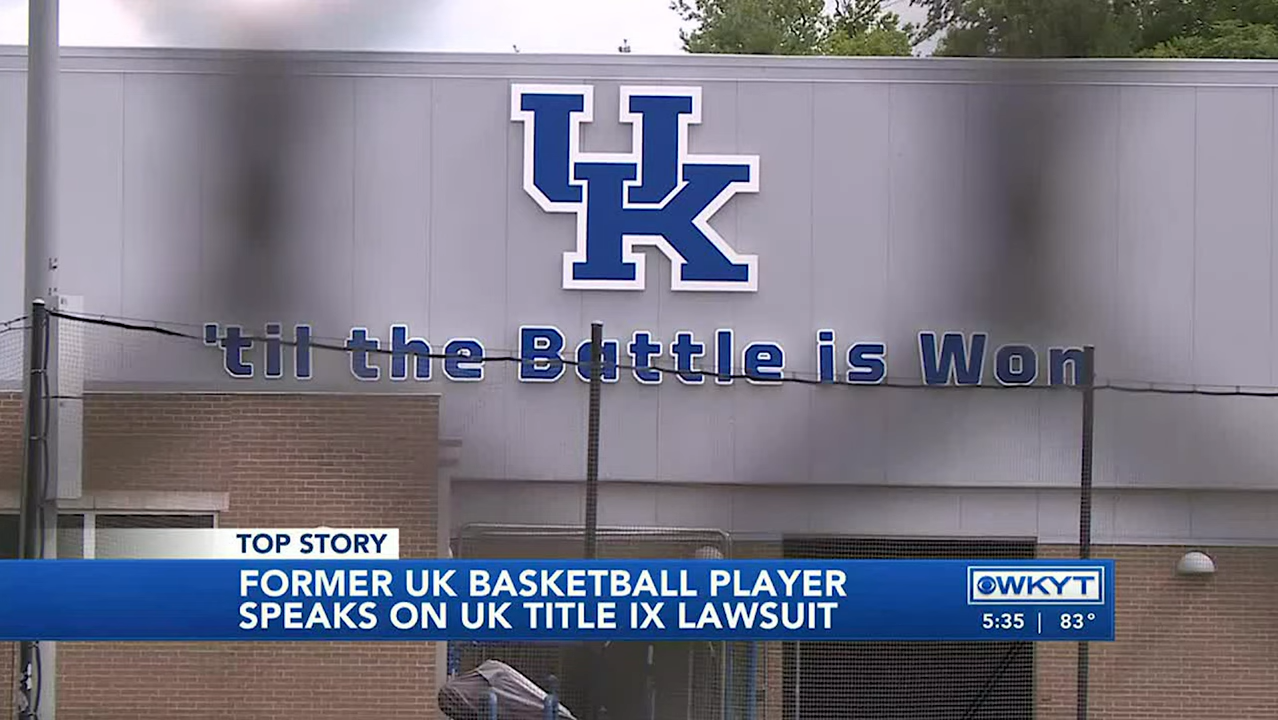 UK
'til the Battle is Won
TOP STORY
FORMER UK BASKETBALL PLAYER
SPEAKS ON UK TITLE IX LAWSUIT
WKYT
5:35 | 83°